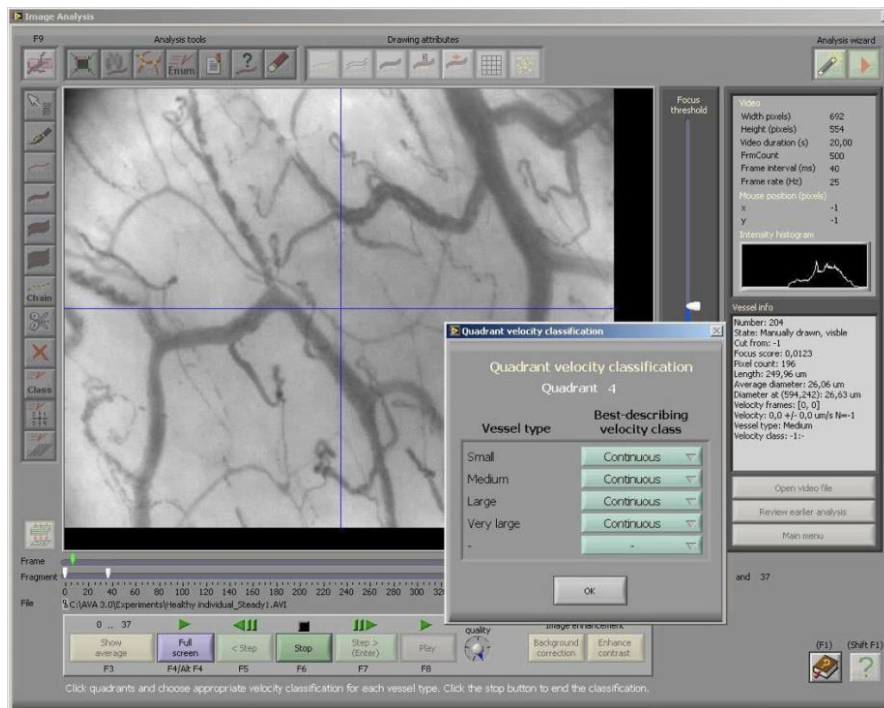 Image Analysis
F9
Analysis tools
Drawing attributes
Analysis wizard
Enum
Focus
threshold
Video
Width pixels) 692
Height (pixels) 554
Video duration (s) 20,00
FrmCount 500
Frame interval (ms) 40
Frame rate (Hz) 25
Mouse position (pixels)
x -1
y -1
Intensity histogram
Chain
Class
Vessel info
Number: 204
State: Manually drawn, visble
Cut from: -1
Focus score: 0,0123
Pixel count: 196
Length: 249,96 um
Average diameter: 26,06 um
Diameter at (594,242): 26,63 um
Velocity frames: [0, 0]
Velocity: 0,0 +/- 0,0 um/s N=-1
Vessel type: Medium
Velocity class: -1:-
Quadrant velocity classification
Quadrant velocity classification
Quadrant 4
Vessel type
Best-describing
velocity class
Small Continuous
Medium Continuous
Large Continuous
Very large Continuous
- -
OK
Open video file
Review earlier analysis
Main menu
Frame
Fragment
and 37
0 20 40 60 80 100 120 140 160 180 200 220 240 260 280 300 320
File
C:\AVA 3.0\Experiments\Healthy individual_Steady1.AVI
0 .. 37
Show
average
Full
screen
< Step
Stop
Step >
(Enter)
Play
quality
Image enhancement
Background
correction
Enhance
contrast
F3 F4/Alt F4 F5 F6 F7 F8
(F1) (Shift F1)
Click quadrants and choose appropriate velocity classification for each vessel type. Click the stop button to end the classification.